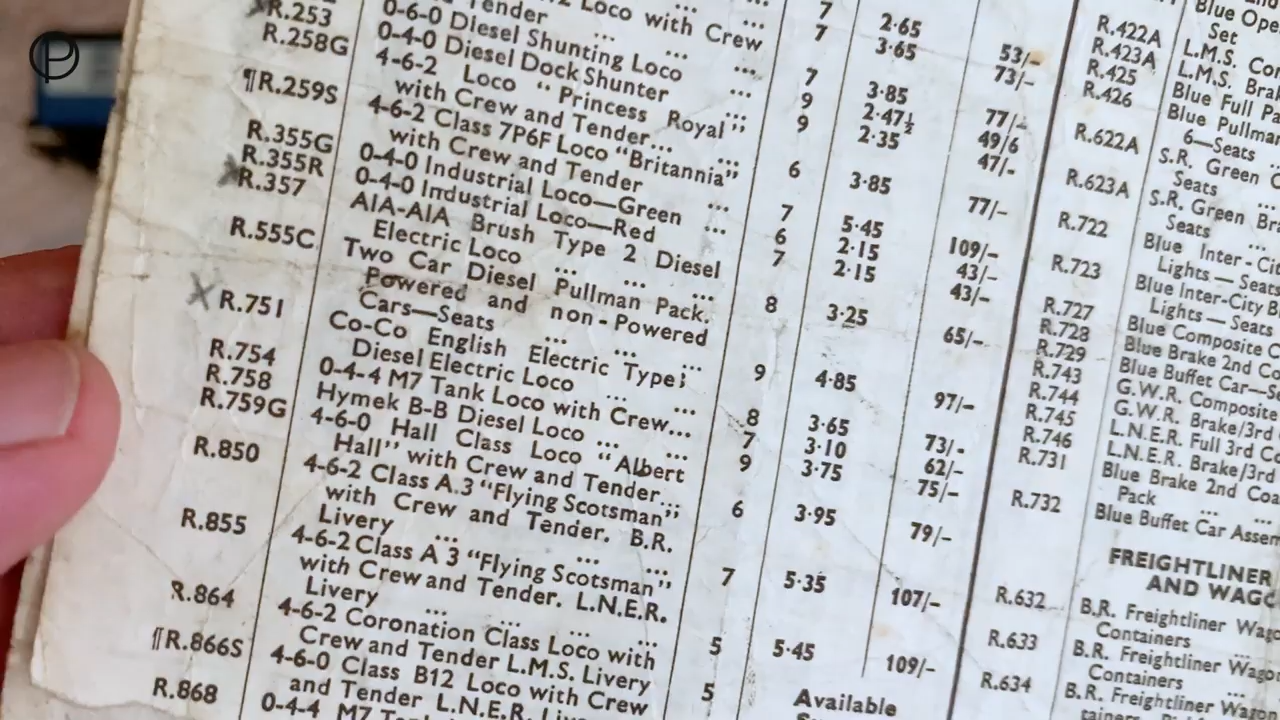 7 2·65 53/-
Tender ... 7 3·65 73/-
Loco with Crew
... ... ... 7 3·85 77/-
0-6-0 Diesel Shunting Loco ... 9 2·47½ 49/6
R.253 0-4-0 Diesel Dock Shunter ... 9 2·35 47/-
R.258G 4-6-2 Loco "Princess Royal"
with Crew and Tender... ... 6 3·85 77/-
¶R.259S 4-6-2 Class 7P6F Loco "Britannia"
with Crew and Tender ... 7 5·45 109/-
R.355G 0-4-0 Industrial Loco—Green ... 6 2·15 43/-
R.355R 0-4-0 Industrial Loco—Red ... 7 2·15 43/-
R.357 AIA-AIA Brush Type 2 Diesel
Electric Loco ... ... ... 8 3·25 65/-
R.555C Two Car Diesel Pullman Pack.
Powered and non-Powered
Cars—Seats ... ... ... 9 4·85 97/-
X R.751 Co-Co English Electric Type 3
Diesel Electric Loco ... ... 8 3·65 73/-
R.754 0-4-4 M7 Tank Loco with Crew... 7 3·10 62/-
R.758 Hymek B-B Diesel Loco ... ... 9 3·75 75/-
R.759G 4-6-0 Hall Class Loco "Albert
Hall" with Crew and Tender... 6 3·95 79/-
R.850 4-6-2 Class A.3 "Flying Scotsman"
with Crew and Tender. B.R.
Livery ... ... ... 7 5·35 107/-
R.855 4-6-2 Class A 3 "Flying Scotsman"
with Crew and Tender. L.N.E.R.
Livery ... ... ... ... 5 5·45 109/-
R.864 4-6-2 Coronation Class Loco with
Crew and Tender L.M.S. Livery 5 Available
¶R.866S 4-6-0 Class B12 Loco with Crew
and Tender L.N.E.R.
R.868 0-4-4 M7
Blue
Set
R.422A L.M.S.
R.423A L.M.S.
R.425 Blue Full
R.426 Blue Pullman
6—Seats
R.622A S.R. Green
Seats ...
R.623A S.R. Green
Seats ...
R.722 Blue Inter-City
Lights—Seats
R.723 Blue Inter-City
Lights—Seats
R.727 Blue Composite
R.728 Blue Brake 2nd
R.729 Blue Buffet Car
R.743 G.W.R. Composite
R.744 G.W.R. Brake/3rd
R.745 L.N.E.R. Full 3rd
R.746 L.N.E.R. Brake/3rd
R.731 Blue Brake 2nd
Pack ... ...
R.732 Blue Buffet Car
FREIGHTLINER
AND
R.632 B.R. Freightliner
Containers ...
R.633 B.R. Freightliner Wagon
Containers ...
R.634 B.R. Freightliner